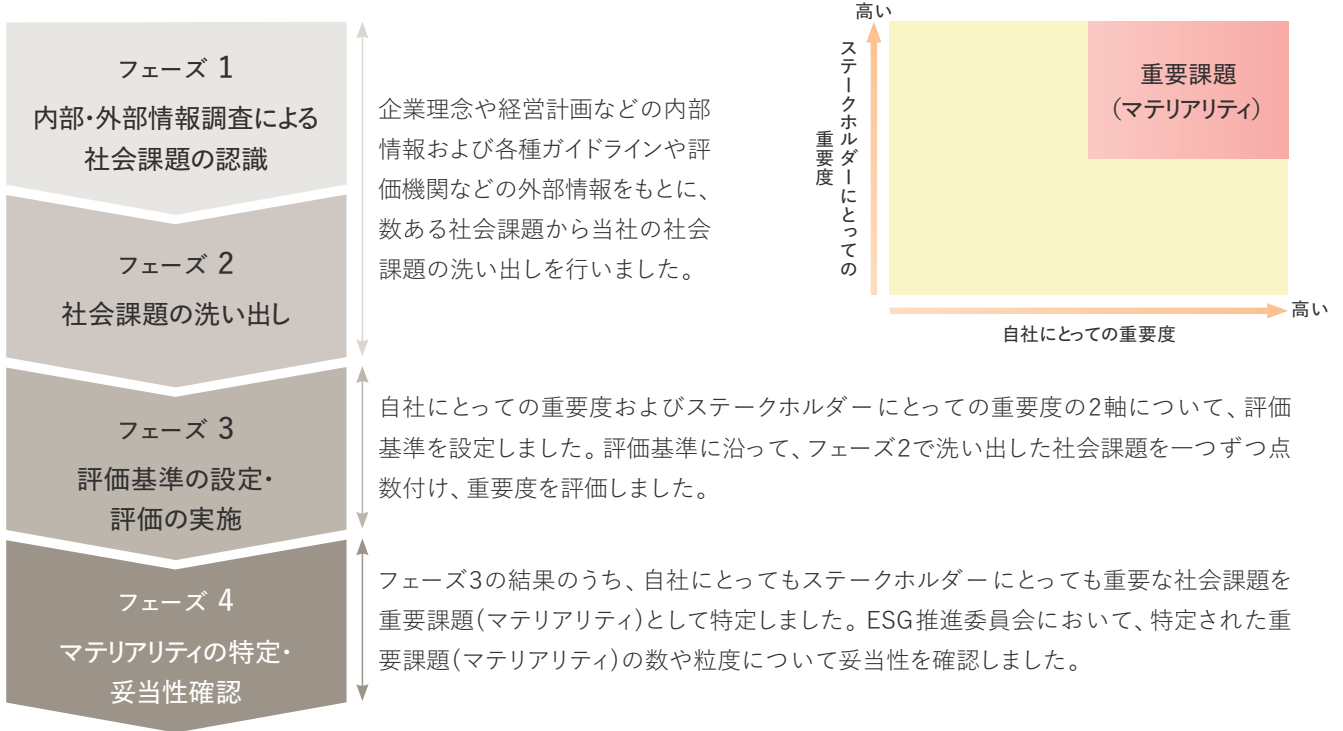 フェーズ 1
内部・外部情報調査による
社会課題の認識
フェーズ 2
社会課題の洗い出し
企業理念や経営計画などの内部
情報および各種ガイドラインや評
価機関などの外部情報をもとに、
数ある社会課題から当社の社会
課題の洗い出しを行いました。
高い
ステークホルダーにとっての
重要度
重要課題
(マテリアリティ)
高い
自社にとっての重要度
フェーズ 3
評価基準の設定・
評価の実施
自社にとっての重要度およびステークホルダーにとっての重要度の2軸について、評価
基準を設定しました。評価基準に沿って、フェーズ2で洗い出した社会課題を一つずつ点
数付け、重要度を評価しました。
フェーズ 4
マテリアリティの特定・
妥当性確認
フェーズ3の結果のうち、自社にとってもステークホルダーにとっても重要な社会課題を
重要課題(マテリアリティ)として特定しました。ESG推進委員会において、特定された重
要課題(マテリアリティ)の数や粒度について妥当性を確認しました。